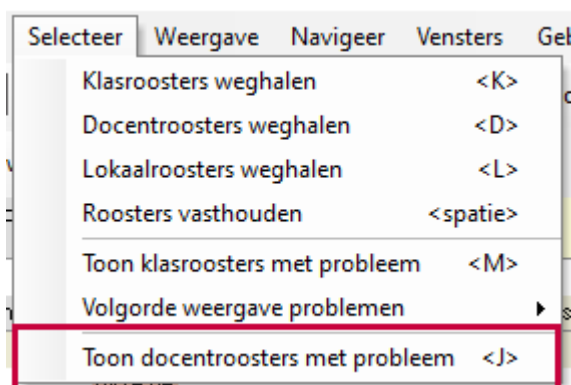 Selecteer Weergave Navigeer Vensters
Klasroosters weghalen <K>
Docentroosters weghalen <D>
Lokaalroosters weghalen <L>
Roosters vasthouden <spatie>
Toon klasroosters met probleem <M>
Volgorde weergave problemen
Toon docentroosters met probleem <J>